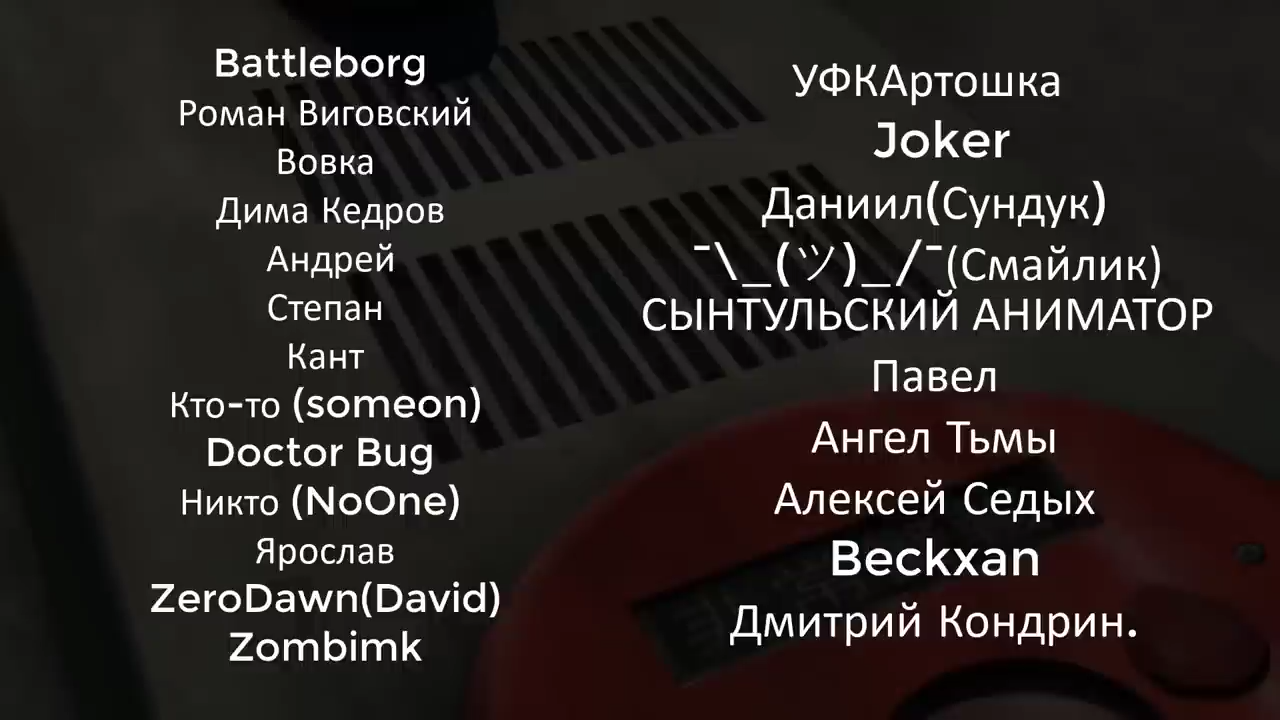 Battleborg
Роман Виговский
Вовка
Дима Кедров
Андрей
Степан
Кант
Кто-то (someon)
Doctor Bug
Никто (NoOne)
Ярослав
ZeroDawn(David)
Zombimk
УФКАртошка
Joker
Даниил(Сундук)
¯\_(ツ)_/¯(Смайлик)
СЫНТУЛЬСКИЙ АНИМАТОР
Павел
Ангел Тьмы
Алексей Седых
Beckxan
Дмитрий Кондрин.